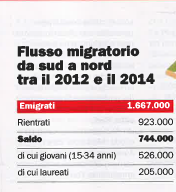 Flusso migratorio
da sud a nord
tra il 2012 e il 2014
Emigrati 1.667.000
Rientrati 923.000
Saldo 744.000
di cui giovani (15-34 anni) 526.000
di cui laureati 205.000